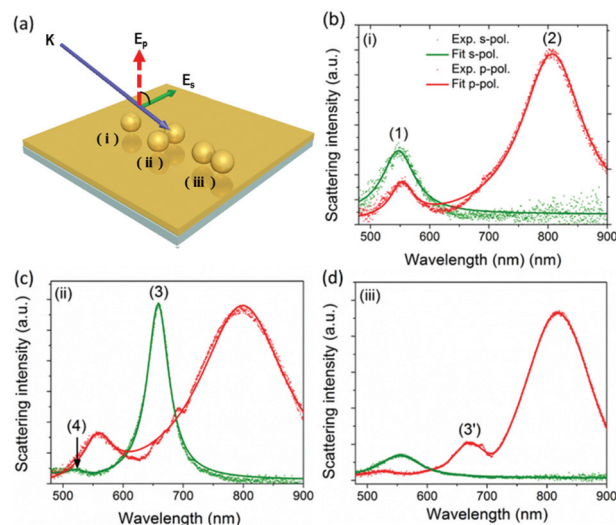 (a)
K
E_p
E_s
(i)
(ii)
(iii)
(b)
(i)
Exp. s-pol.
Fit s-pol.
Exp. p-pol.
Fit p-pol.
(1)
(2)
Scattering intensity (a.u.)
500 600 700 800 900
Wavelength (nm) (nm)
(c)
(ii)
(3)
(4)
Scattering intensity (a.u.)
500 600 700 800 900
Wavelength (nm)
(d)
(iii)
(3')
Scattering intensity (a.u.)
500 600 700 800 900
Wavelength (nm)